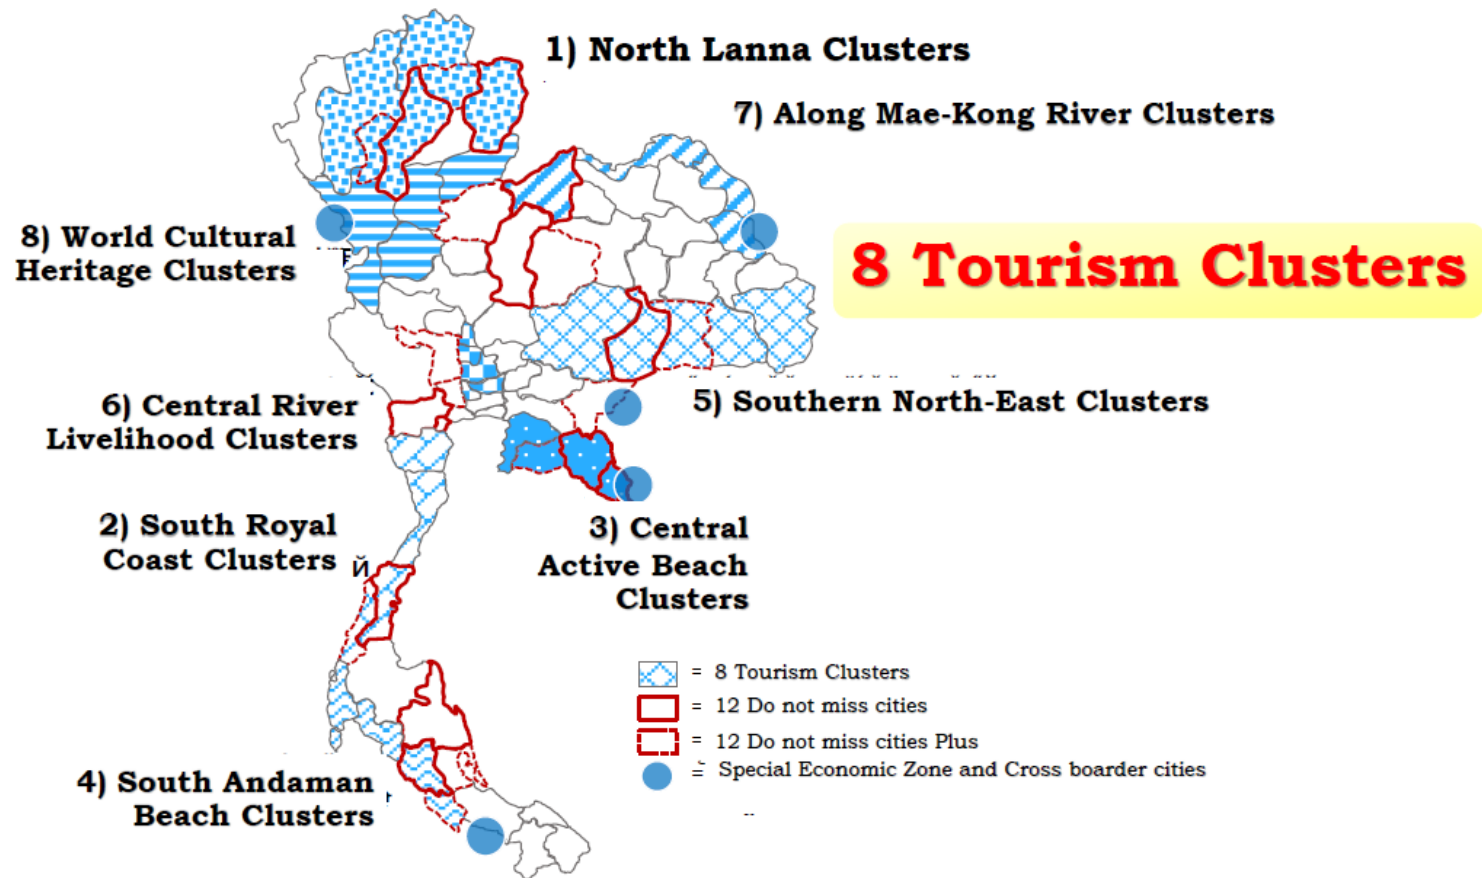 1) North Lanna Clusters
7) Along Mae-Kong River Clusters
8) World Cultural
Heritage Clusters
8 Tourism Clusters
6) Central River
Livelihood Clusters
5) Southern North-East Clusters
2) South Royal
Coast Clusters
й
3) Central
Active Beach
Clusters
= 8 Tourism Clusters
= 12 Do not miss cities
= 12 Do not miss cities Plus
= Special Economic Zone and Cross boarder cities
4) South Andaman
Beach Clusters